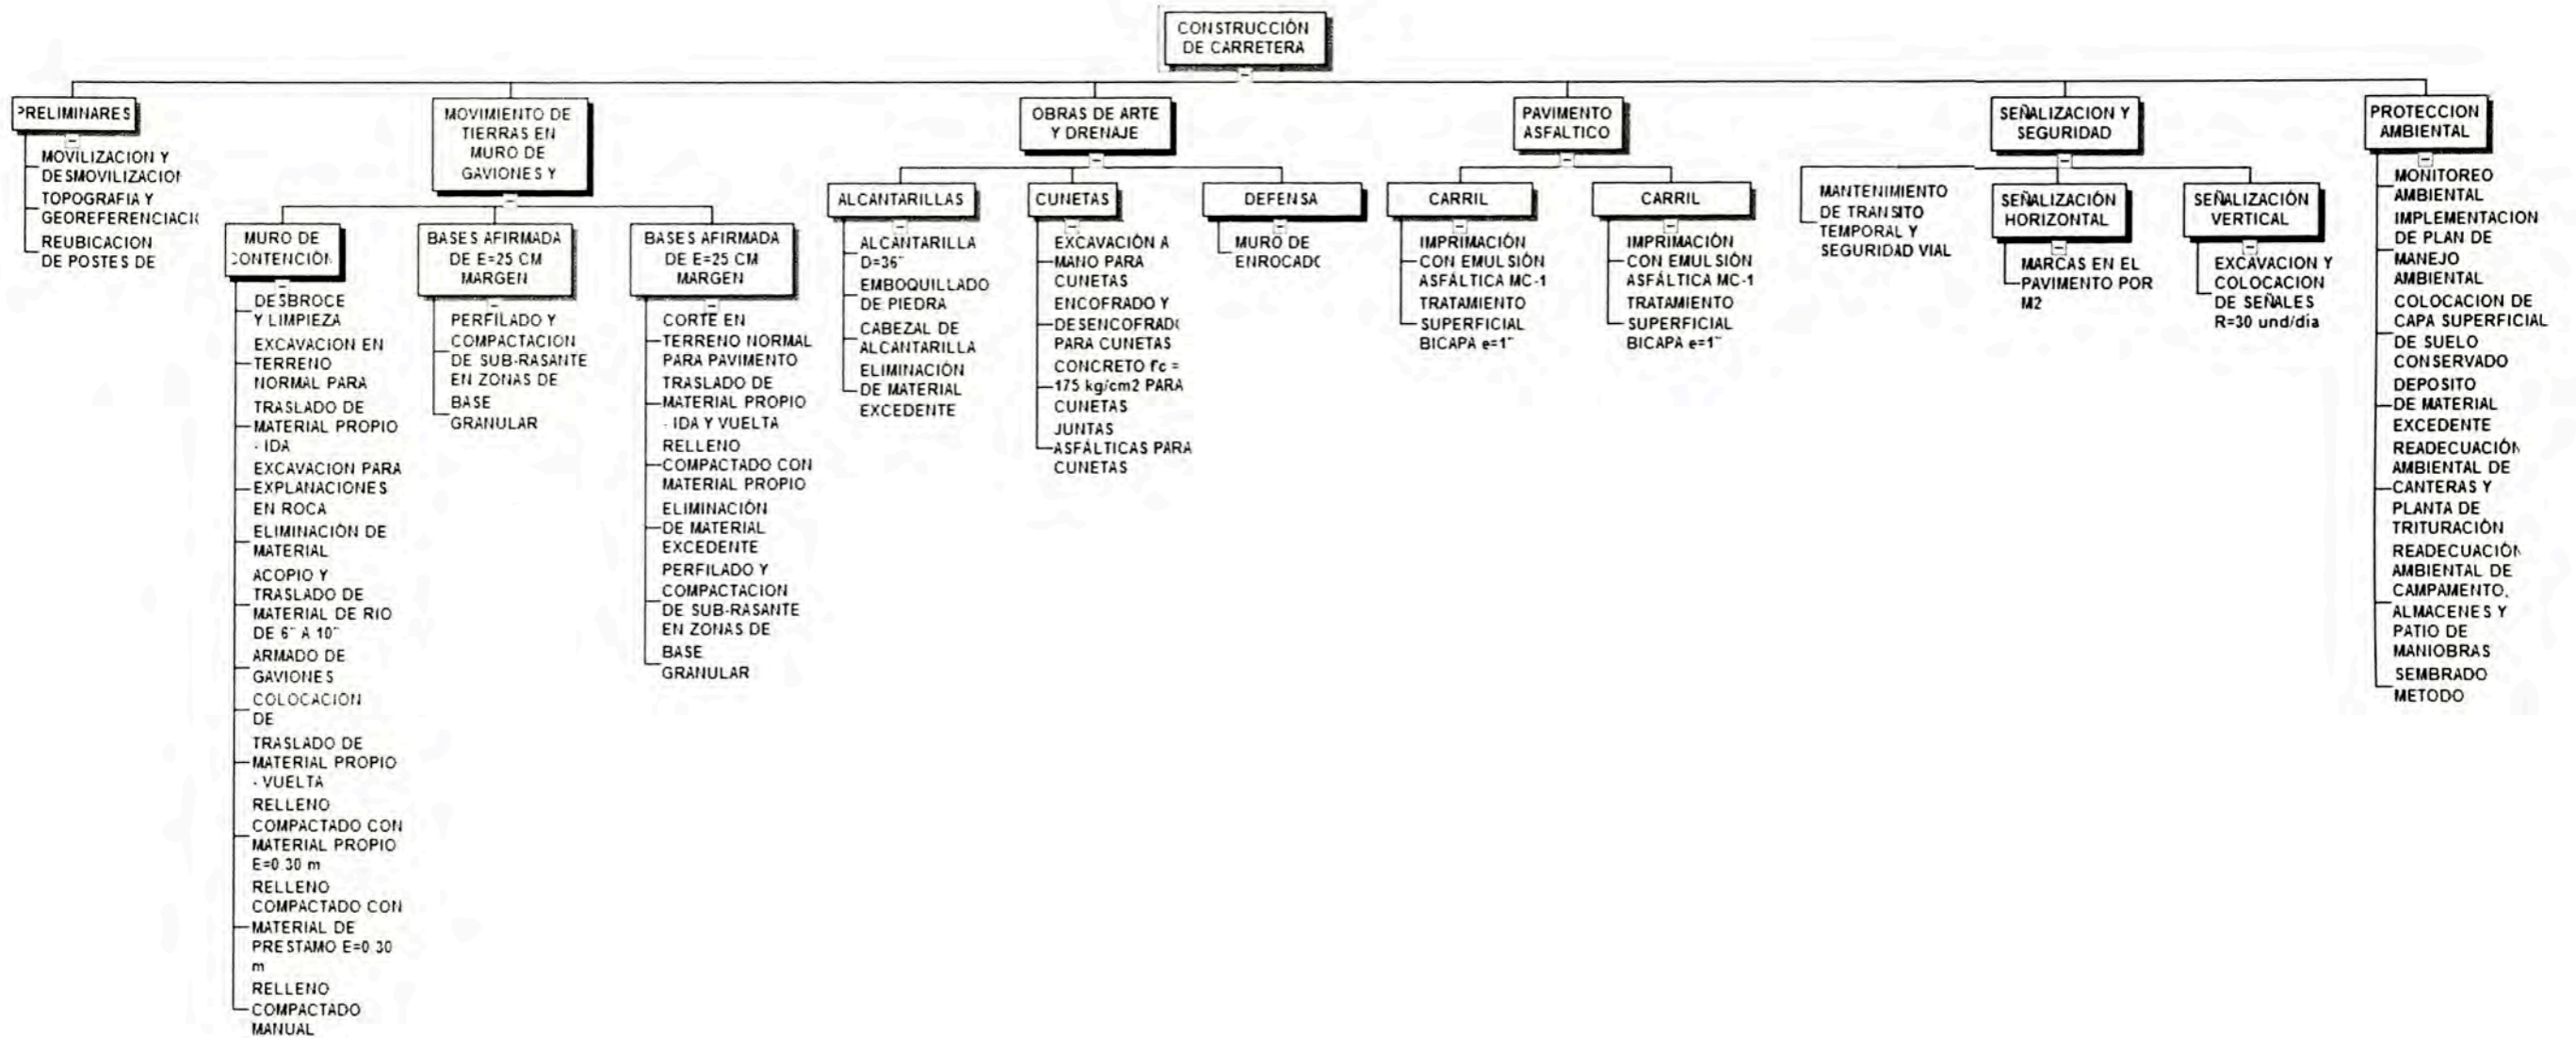 CONSTRUCCIÓN
DE CARRETERA
PRELIMINARES
MOVILIZACION Y
DESMOVILIZACION
TOPOGRAFIA Y
GEOREFERENCIACI
REUBICACION
DE POSTES DE
MOVIMIENTO DE
TIERRAS EN
MURO DE
GAVIONES Y
MURO DE
CONTENCIÓN
DESBROCE
Y LIMPIEZA
EXCAVACION EN
TERRENO
NORMAL PARA
TRASLADO DE
MATERIAL PROPIO
- IDA
EXCAVACION PARA
EXPLANACIONES
EN ROCA
ELIMINACIÓN DE
MATERIAL
ACOPIO Y
TRASLADO DE
MATERIAL DE RIO
DE 6" A 10"
ARMADO DE
GAVIONES
COLOCACIÓN
DE
TRASLADO DE
MATERIAL PROPIO
- VUELTA
RELLENO
COMPACTADO CON
MATERIAL PROPIO
E=0.30 m
RELLENO
COMPACTADO CON
MATERIAL DE
PRESTAMO E=0.30
m
RELLENO
COMPACTADO
MANUAL
BASES AFIRMADA
DE E=25 CM
MARGEN
PERFILADO Y
COMPACTACION
DE SUB-RASANTE
EN ZONAS DE
BASE
GRANULAR
BASES AFIRMADA
DE E=25 CM
MARGEN
CORTE EN
TERRENO NORMAL
PARA PAVIMENTO
TRASLADO DE
MATERIAL PROPIO
- IDA Y VUELTA
RELLENO
COMPACTADO CON
MATERIAL PROPIO
ELIMINACIÓN
DE MATERIAL
EXCEDENTE
PERFILADO Y
COMPACTACION
DE SUB-RASANTE
EN ZONAS DE
BASE
GRANULAR
OBRAS DE ARTE
Y DRENAJE
ALCANTARILLAS
ALCANTARILLA
D=36"
EMBOQUILLADO
DE PIEDRA
CABEZAL DE
ALCANTARILLA
ELIMINACIÓN
DE MATERIAL
EXCEDENTE
CUNETAS
EXCAVACIÓN A
MANO PARA
CUNETAS
ENCOFRADO Y
DESENCOFRADO
PARA CUNETAS
CONCRETO f'c =
175 kg/cm2 PARA
CUNETAS
JUNTAS
ASFÁLTICAS PARA
CUNETAS
DEFENSA
MURO DE
ENROCADO
PAVIMENTO
ASFALTICO
CARRIL
IMPRIMACIÓN
CON EMULSIÓN
ASFÁLTICA MC-1
TRATAMIENTO
SUPERFICIAL
BICAPA e=1"
CARRIL
IMPRIMACIÓN
CON EMULSIÓN
ASFÁLTICA MC-1
TRATAMIENTO
SUPERFICIAL
BICAPA e=1"
SEÑALIZACION Y
SEGURIDAD
MANTENIMIENTO
DE TRANSITO
TEMPORAL Y
SEGURIDAD VIAL
SEÑALIZACIÓN
HORIZONTAL
MARCAS EN EL
PAVIMENTO POR
M2
SEÑALIZACIÓN
VERTICAL
EXCAVACION Y
COLOCACION
DE SEÑALES
R=30 und/dia
PROTECCION
AMBIENTAL
MONITOREO
AMBIENTAL
IMPLEMENTACION
DE PLAN DE
MANEJO
AMBIENTAL
COLOCACION DE
CAPA SUPERFICIAL
DE SUELO
CONSERVADO
DEPOSITO
DE MATERIAL
EXCEDENTE
READECUACIÓN
AMBIENTAL DE
CANTERAS Y
PLANTA DE
TRITURACIÓN
READECUACIÓN
AMBIENTAL DE
CAMPAMENTO,
ALMACENES Y
PATIO DE
MANIOBRAS
SEMBRADO
METODO